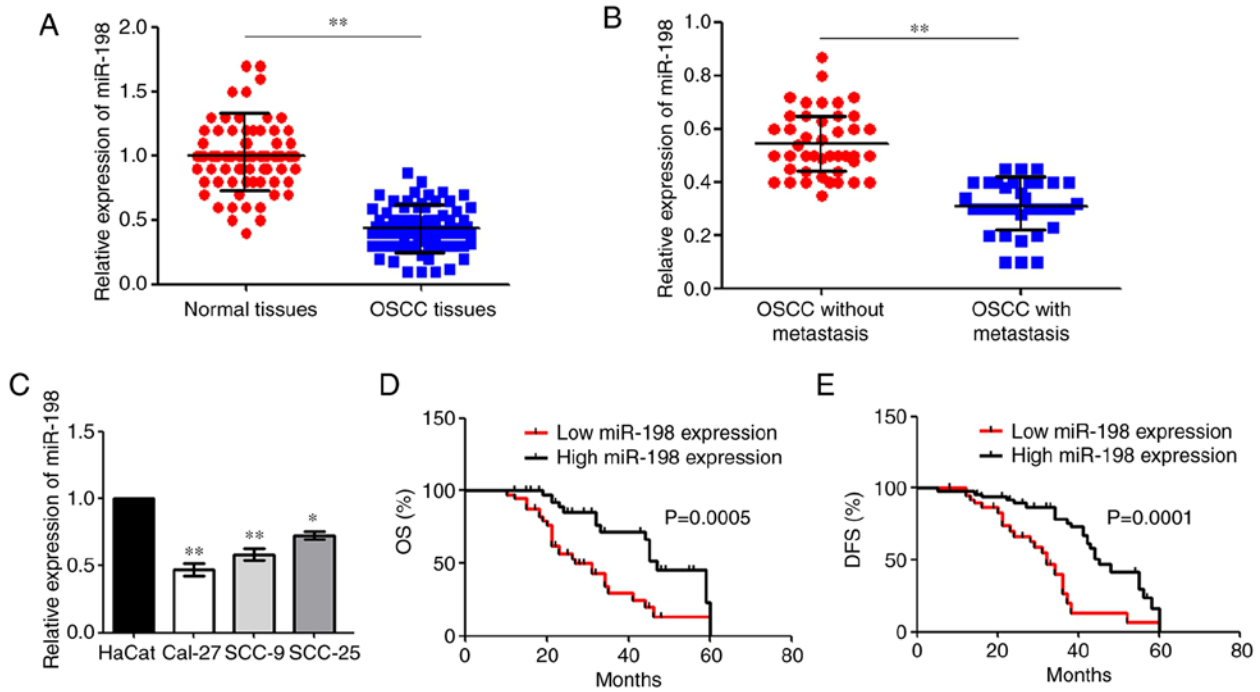 A
Relative expression of miR-198
2.0
1.5
1.0
0.5
0.0
**
Normal tissues
OSCC tissues
B
Relative expression of miR-198
1.0
0.8
0.6
0.4
0.2
0.0
**
OSCC without
metastasis
OSCC with
metastasis
C
Relative expression of miR-198
1.5
1.0
0.5
0.0
**
**
*
HaCat
Cal-27
SCC-9
SCC-25
D
OS (%)
150
100
50
0
Low miR-198 expression
High miR-198 expression
P=0.0005
0
20
40
60
80
Months
E
DFS (%)
150
100
50
0
Low miR-198 expression
High miR-198 expression
P=0.0001
0
20
40
60
80
Months